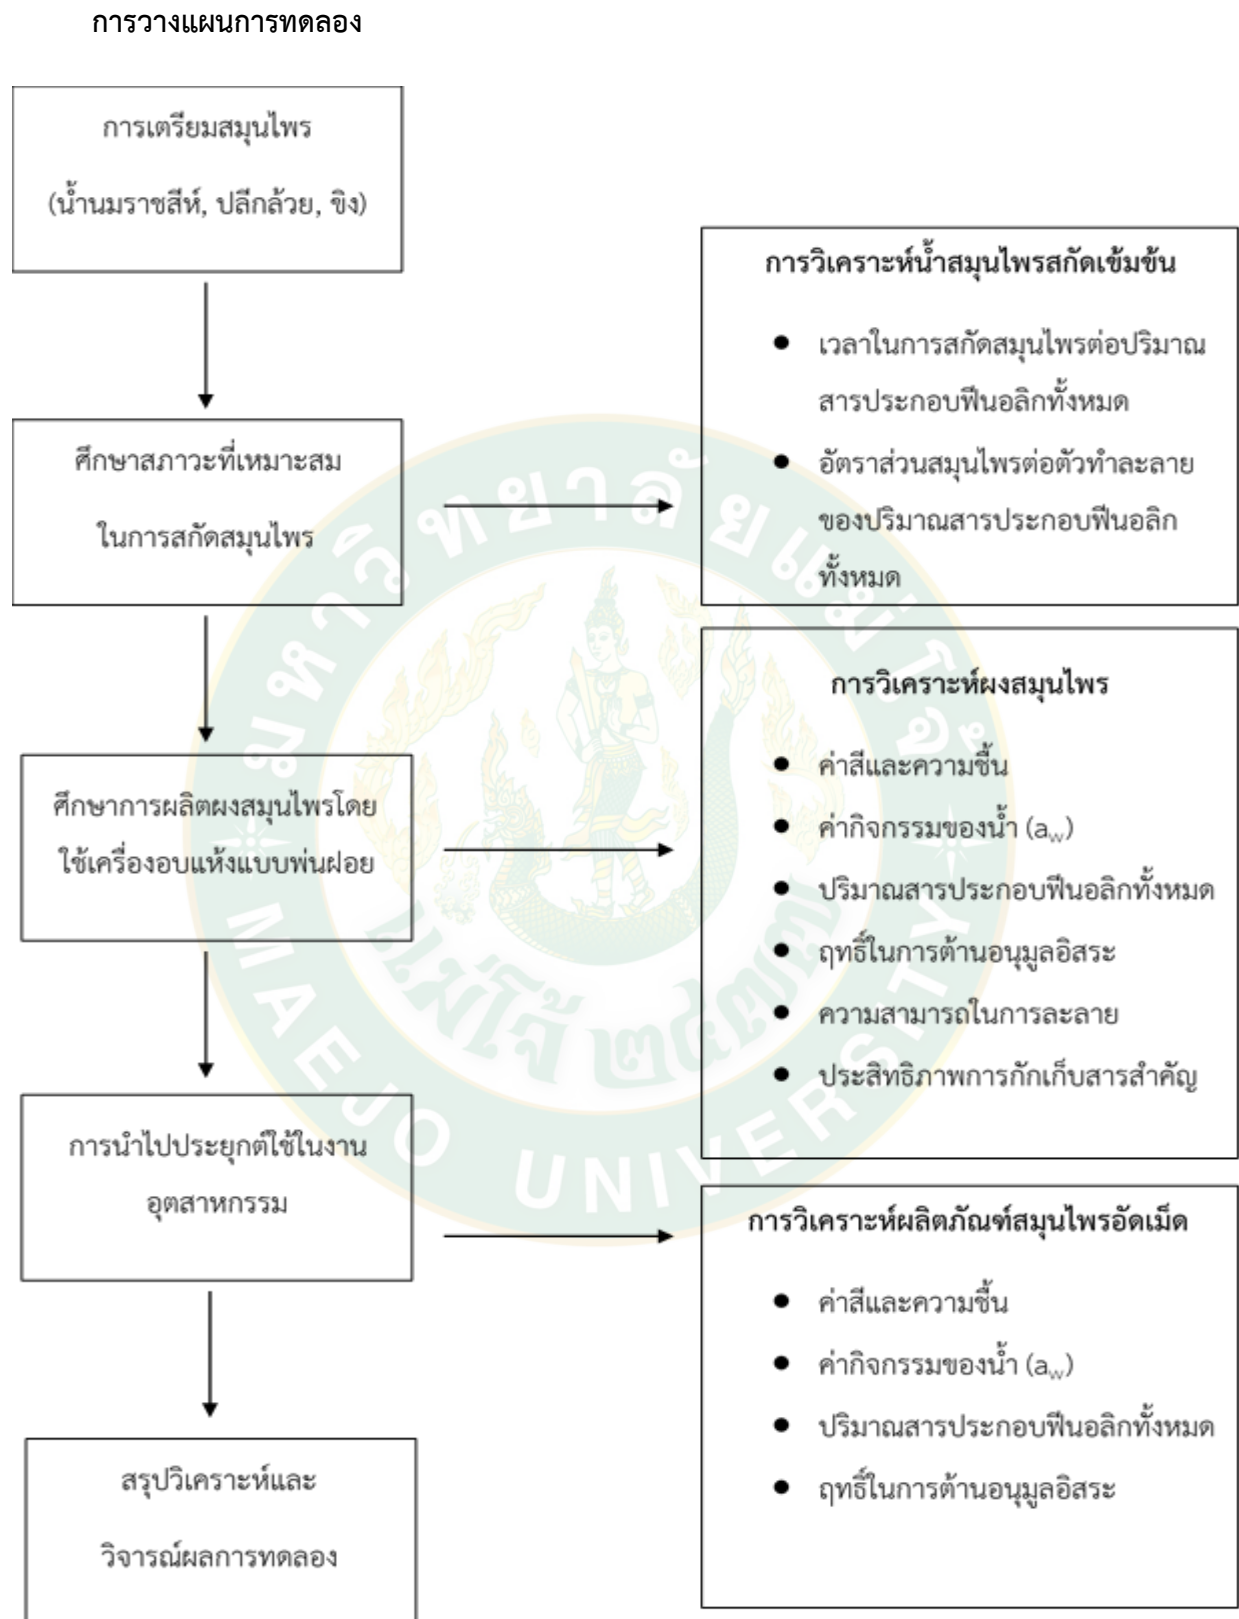 การวางแผนการทดลอง
การเตรียมสมุนไพร
(น้ำนมราชสีห์, ปลีกล้วย, ขิง)
ศึกษาสภาวะที่เหมาะสม
ในการสกัดสมุนไพร
การวิเคราะห์น้ำสมุนไพรสกัดเข้มข้น
● เวลาในการสกัดสมุนไพรต่อปริมาณ
สารประกอบฟีนอลิกทั้งหมด
● อัตราส่วนสมุนไพรต่อตัวทำละลาย
ของปริมาณสารประกอบฟีนอลิก
ทั้งหมด
ศึกษาการผลิตผงสมุนไพรโดย
ใช้เครื่องอบแห้งแบบพ่นฝอย
การวิเคราะห์ผงสมุนไพร
● ค่าสีและความชื้น
● ค่ากิจกรรมของน้ำ (a_w)
● ปริมาณสารประกอบฟีนอลิกทั้งหมด
● ฤทธิ์ในการต้านอนุมูลอิสระ
● ความสามารถในการละลาย
● ประสิทธิภาพการกักเก็บสารสำคัญ
การนำไปประยุกต์ใช้ในงาน
อุตสาหกรรม
การวิเคราะห์ผลิตภัณฑ์สมุนไพรอัดเม็ด
● ค่าสีและความชื้น
● ค่ากิจกรรมของน้ำ (a_w)
● ปริมาณสารประกอบฟีนอลิกทั้งหมด
● ฤทธิ์ในการต้านอนุมูลอิสระ
สรุปวิเคราะห์และ
วิจารณ์ผลการทดลอง
มหาวิทยาลัยแม่โจ้
แม่โจ้ ๒๔๗๗
MAEJO UNIVERSITY